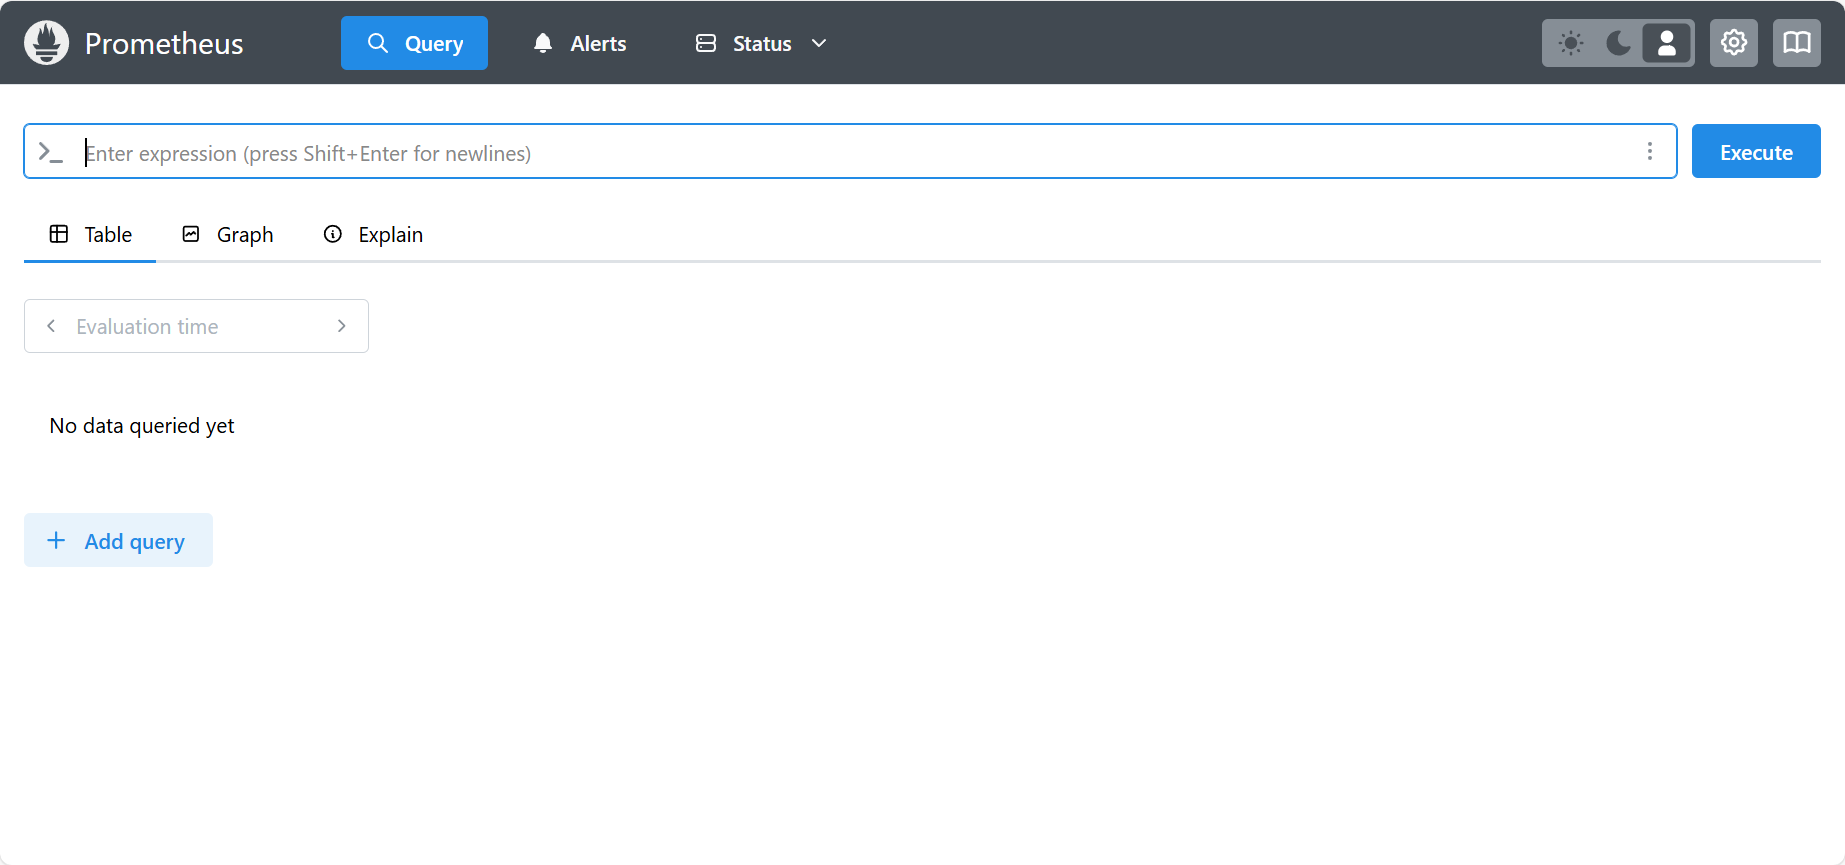 Prometheus
Query
Alerts
Status
Enter expression (press Shift+Enter for newlines)
Execute
Table
Graph
Explain
Evaluation time
No data queried yet
Add query